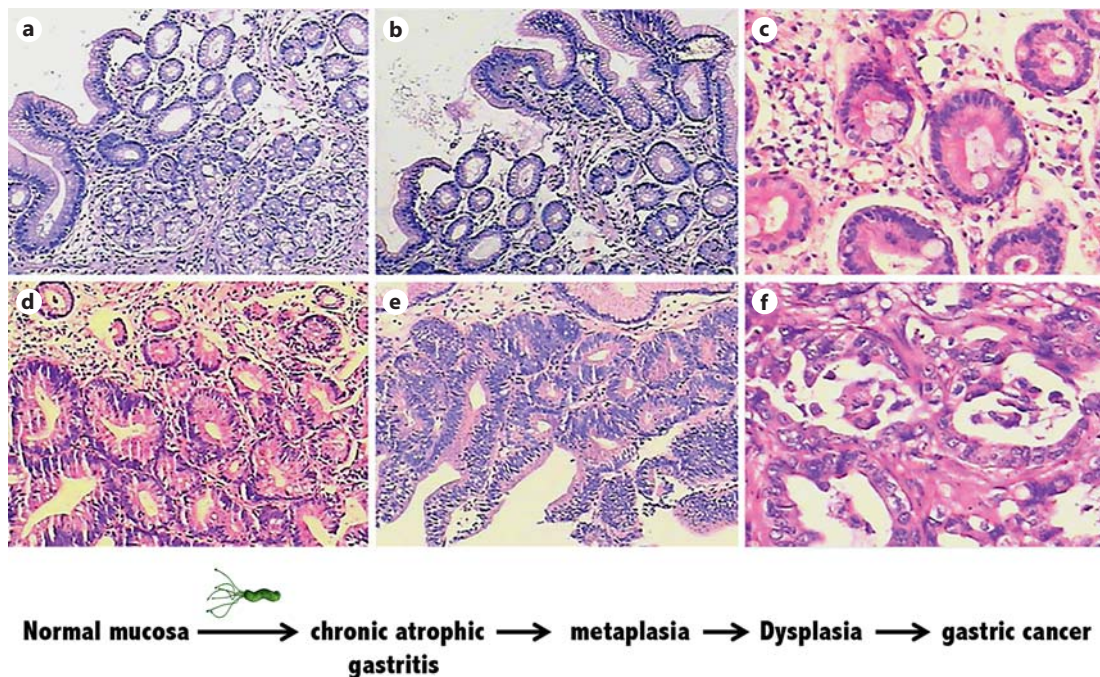 a
b
c
d
e
f
Normal mucosa
chronic atrophic
gastritis
metaplasia
Dysplasia
gastric cancer